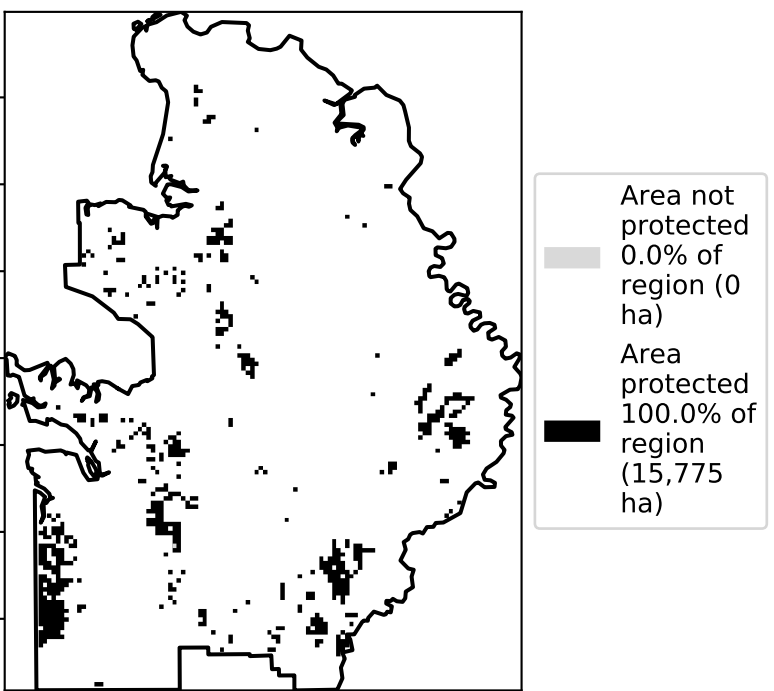 Area not
protected
0.0% of
region (0
ha)
Area
protected
100.0% of
region
(15,775
ha)